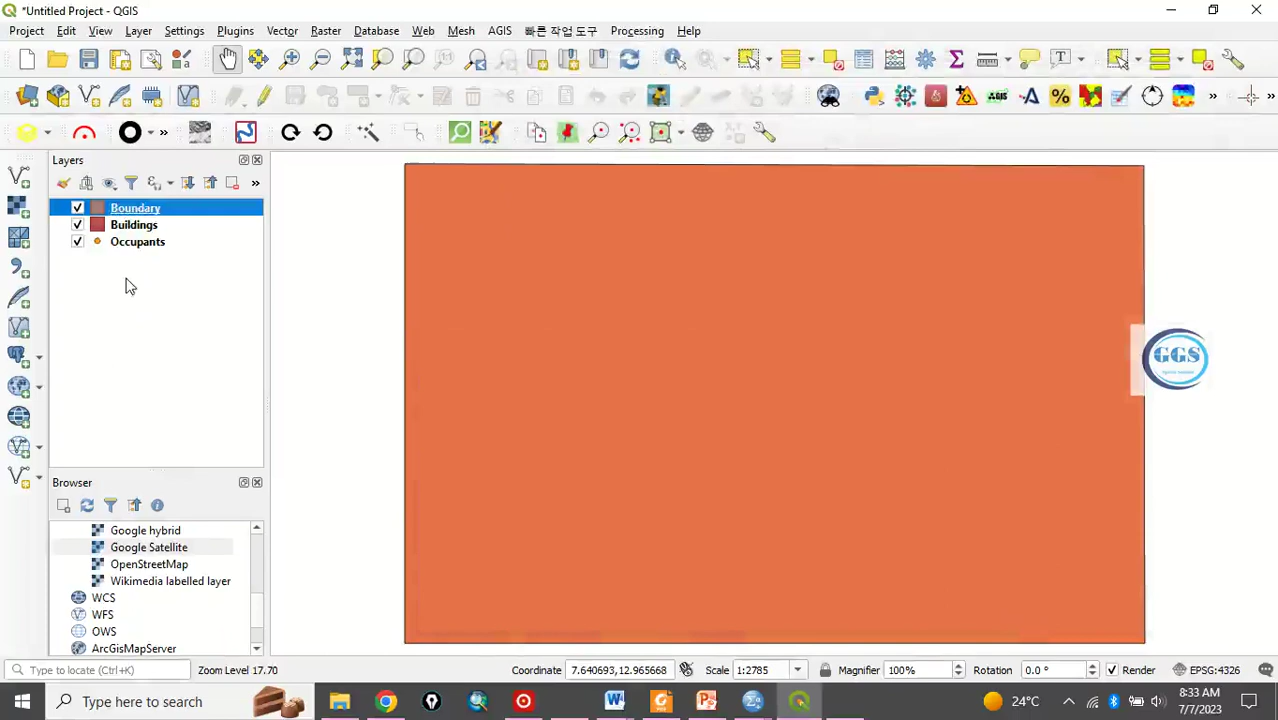 *Untitled Project - QGIS
Project Edit View Layer Settings Plugins Vector Raster Database Web Mesh AGIS 빠른 작업 도구 Processing Help
Layers
Boundary
Buildings
Occupants
GGS
Browser
Google hybrid
Google Satellite
OpenStreetMap
Wikimedia labelled layer
WCS
WFS
OWS
ArcGisMapServer
Type to locate (Ctrl+K) Zoom Level 17.70 Coordinate 7.640693,12.965668 Scale 1:2785 Magnifier 100% Rotation 0.0 ° Render EPSG:4326
Type here to search 24°C 8:33 AM
7/7/2023